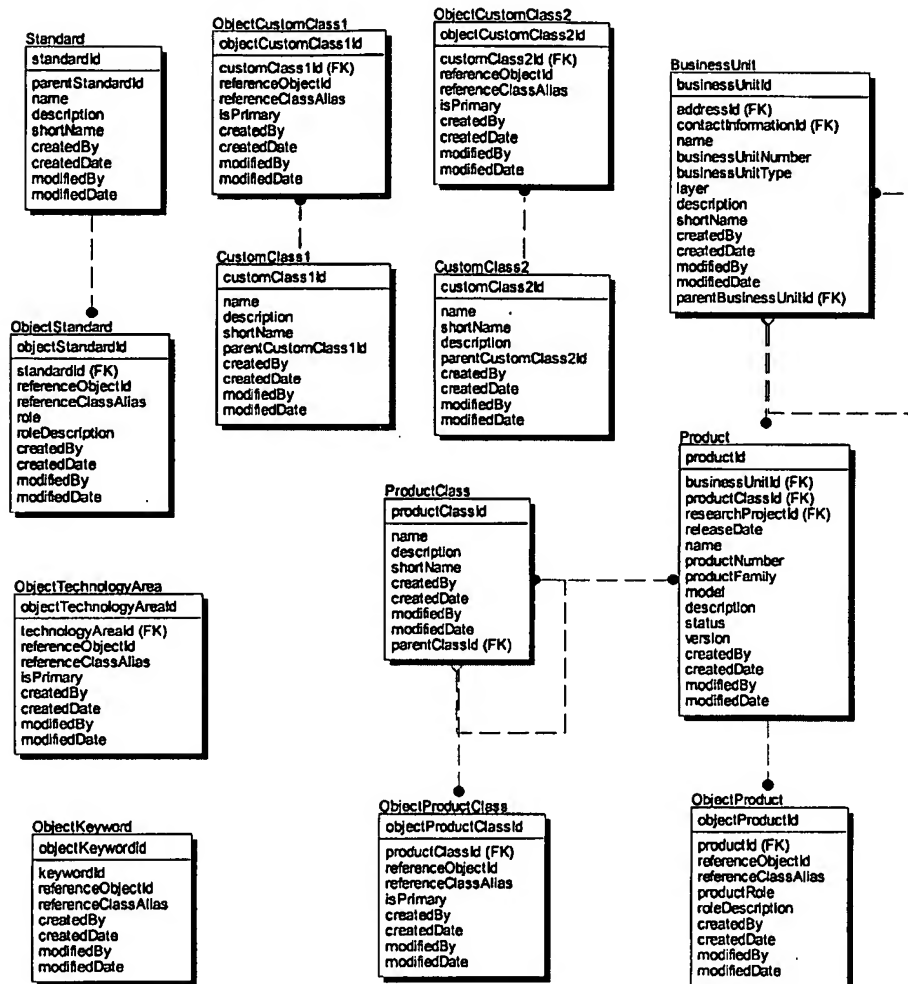 Standard
standardId
parentStandardId
name
description
shortName
createdBy
createdDate
modifiedBy
modifiedDate
ObjectCustomClass1
objectCustomClass1Id
customClass1Id (FK)
referenceObjectId
referenceClassAlias
isPrimary
createdBy
createdDate
modifiedBy
modifiedDate
ObjectCustomClass2
objectCustomClass2Id
customClass2Id (FK)
referenceObjectId
referenceClassAlias
isPrimary
createdBy
createdDate
modifiedBy
modifiedDate
BusinessUnit
businessUnitId
addressId (FK)
contactInformationId (FK)
name
businessUnitNumber
businessUnitType
layer
description
shortName
createdBy
createdDate
modifiedBy
modifiedDate
parentBusinessUnitId (FK)
CustomClass1
customClass1Id
name
description
shortName
parentCustomClass1Id
createdBy
createdDate
modifiedBy
modifiedDate
CustomClass2
customClass2Id
name
shortName
description
parentCustomClass2Id
createdBy
createdDate
modifiedBy
modifiedDate
ObjectStandard
objectStandardId
standardId (FK)
referenceObjectId
referenceClassAlias
role
roleDescription
createdBy
createdDate
modifiedBy
modifiedDate
Product
productId
businessUnitId (FK)
productClassId (FK)
researchProjectId (FK)
releaseDate
name
productNumber
productFamily
model
description
status
version
createdBy
createdDate
modifiedBy
modifiedDate
ProductClass
productClassId
name
description
shortName
createdBy
createdDate
modifiedBy
modifiedDate
parentClassId (FK)
ObjectTechnologyArea
objectTechnologyAreaId
technologyAreaId (FK)
referenceObjectId
referenceClassAlias
isPrimary
createdBy
createdDate
modifiedBy
modifiedDate
ObjectKeyword
objectKeywordId
keywordId
referenceObjectId
referenceClassAlias
createdBy
createdDate
modifiedBy
modifiedDate
ObjectProductClass
objectProductClassId
productClassId (FK)
referenceObjectId
referenceClassAlias
isPrimary
createdBy
createdDate
modifiedBy
modifiedDate
ObjectProduct
objectProductId
productId (FK)
referenceObjectId
referenceClassAlias
productRole
roleDescription
createdBy
createdDate
modifiedBy
modifiedDate